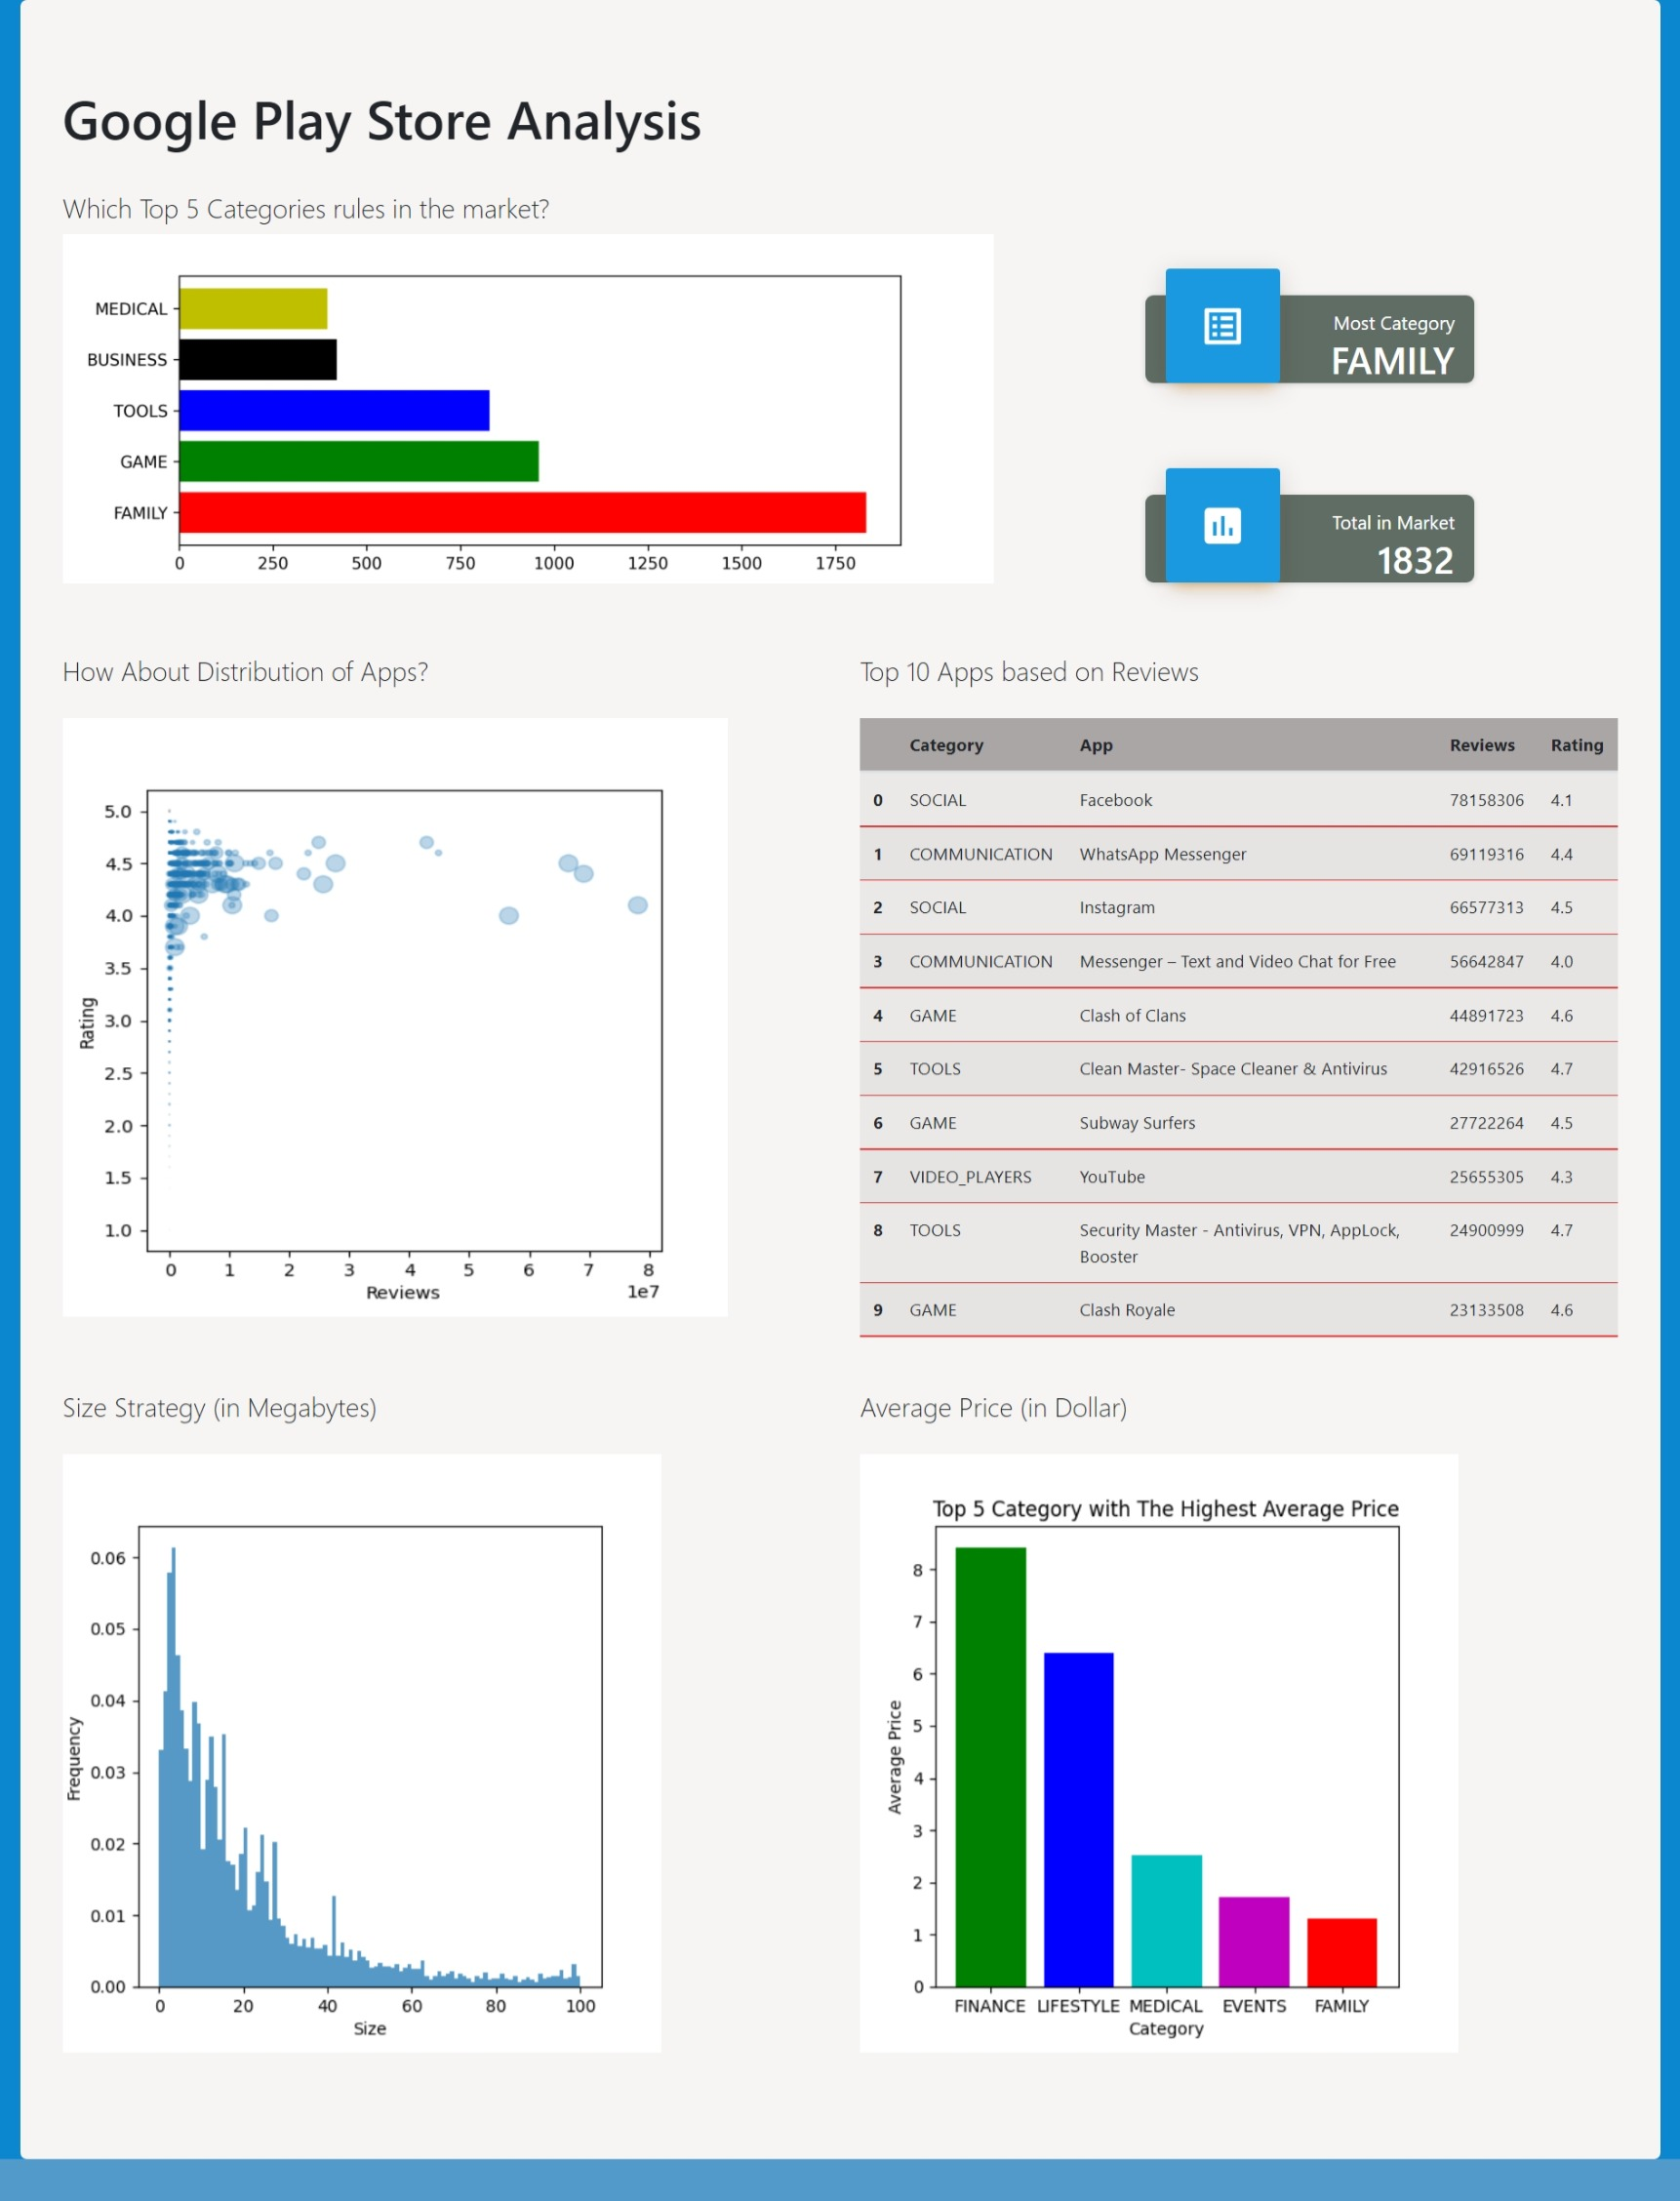 Google Play Store Analysis
Which Top 5 Categories rules in the market?
MEDICAL
BUSINESS
TOOLS
GAME
FAMILY
0 250 500 750 1000 1250 1500 1750
Most Category
FAMILY
Total in Market
1832
How About Distribution of Apps?
5.0
4.5
4.0
3.5
3.0
2.5
2.0
1.5
1.0
Rating
0 1 2 3 4 5 6 7 8
Reviews 1e7
Top 10 Apps based on Reviews
Category App Reviews Rating
0 SOCIAL Facebook 78158306 4.1
1 COMMUNICATION WhatsApp Messenger 69119316 4.4
2 SOCIAL Instagram 66577313 4.5
3 COMMUNICATION Messenger – Text and Video Chat for Free 56642847 4.0
4 GAME Clash of Clans 44891723 4.6
5 TOOLS Clean Master- Space Cleaner & Antivirus 42916526 4.7
6 GAME Subway Surfers 27722264 4.5
7 VIDEO_PLAYERS YouTube 25655305 4.3
8 TOOLS Security Master - Antivirus, VPN, AppLock, 24900999 4.7
Booster
9 GAME Clash Royale 23133508 4.6
Size Strategy (in Megabytes)
0.06
0.05
0.04
0.03
0.02
0.01
0.00
Frequency
0 20 40 60 80 100
Size
Average Price (in Dollar)
Top 5 Category with The Highest Average Price
8
7
6
5
4
3
2
1
0
Average Price
FINANCE LIFESTYLE MEDICAL EVENTS FAMILY
Category